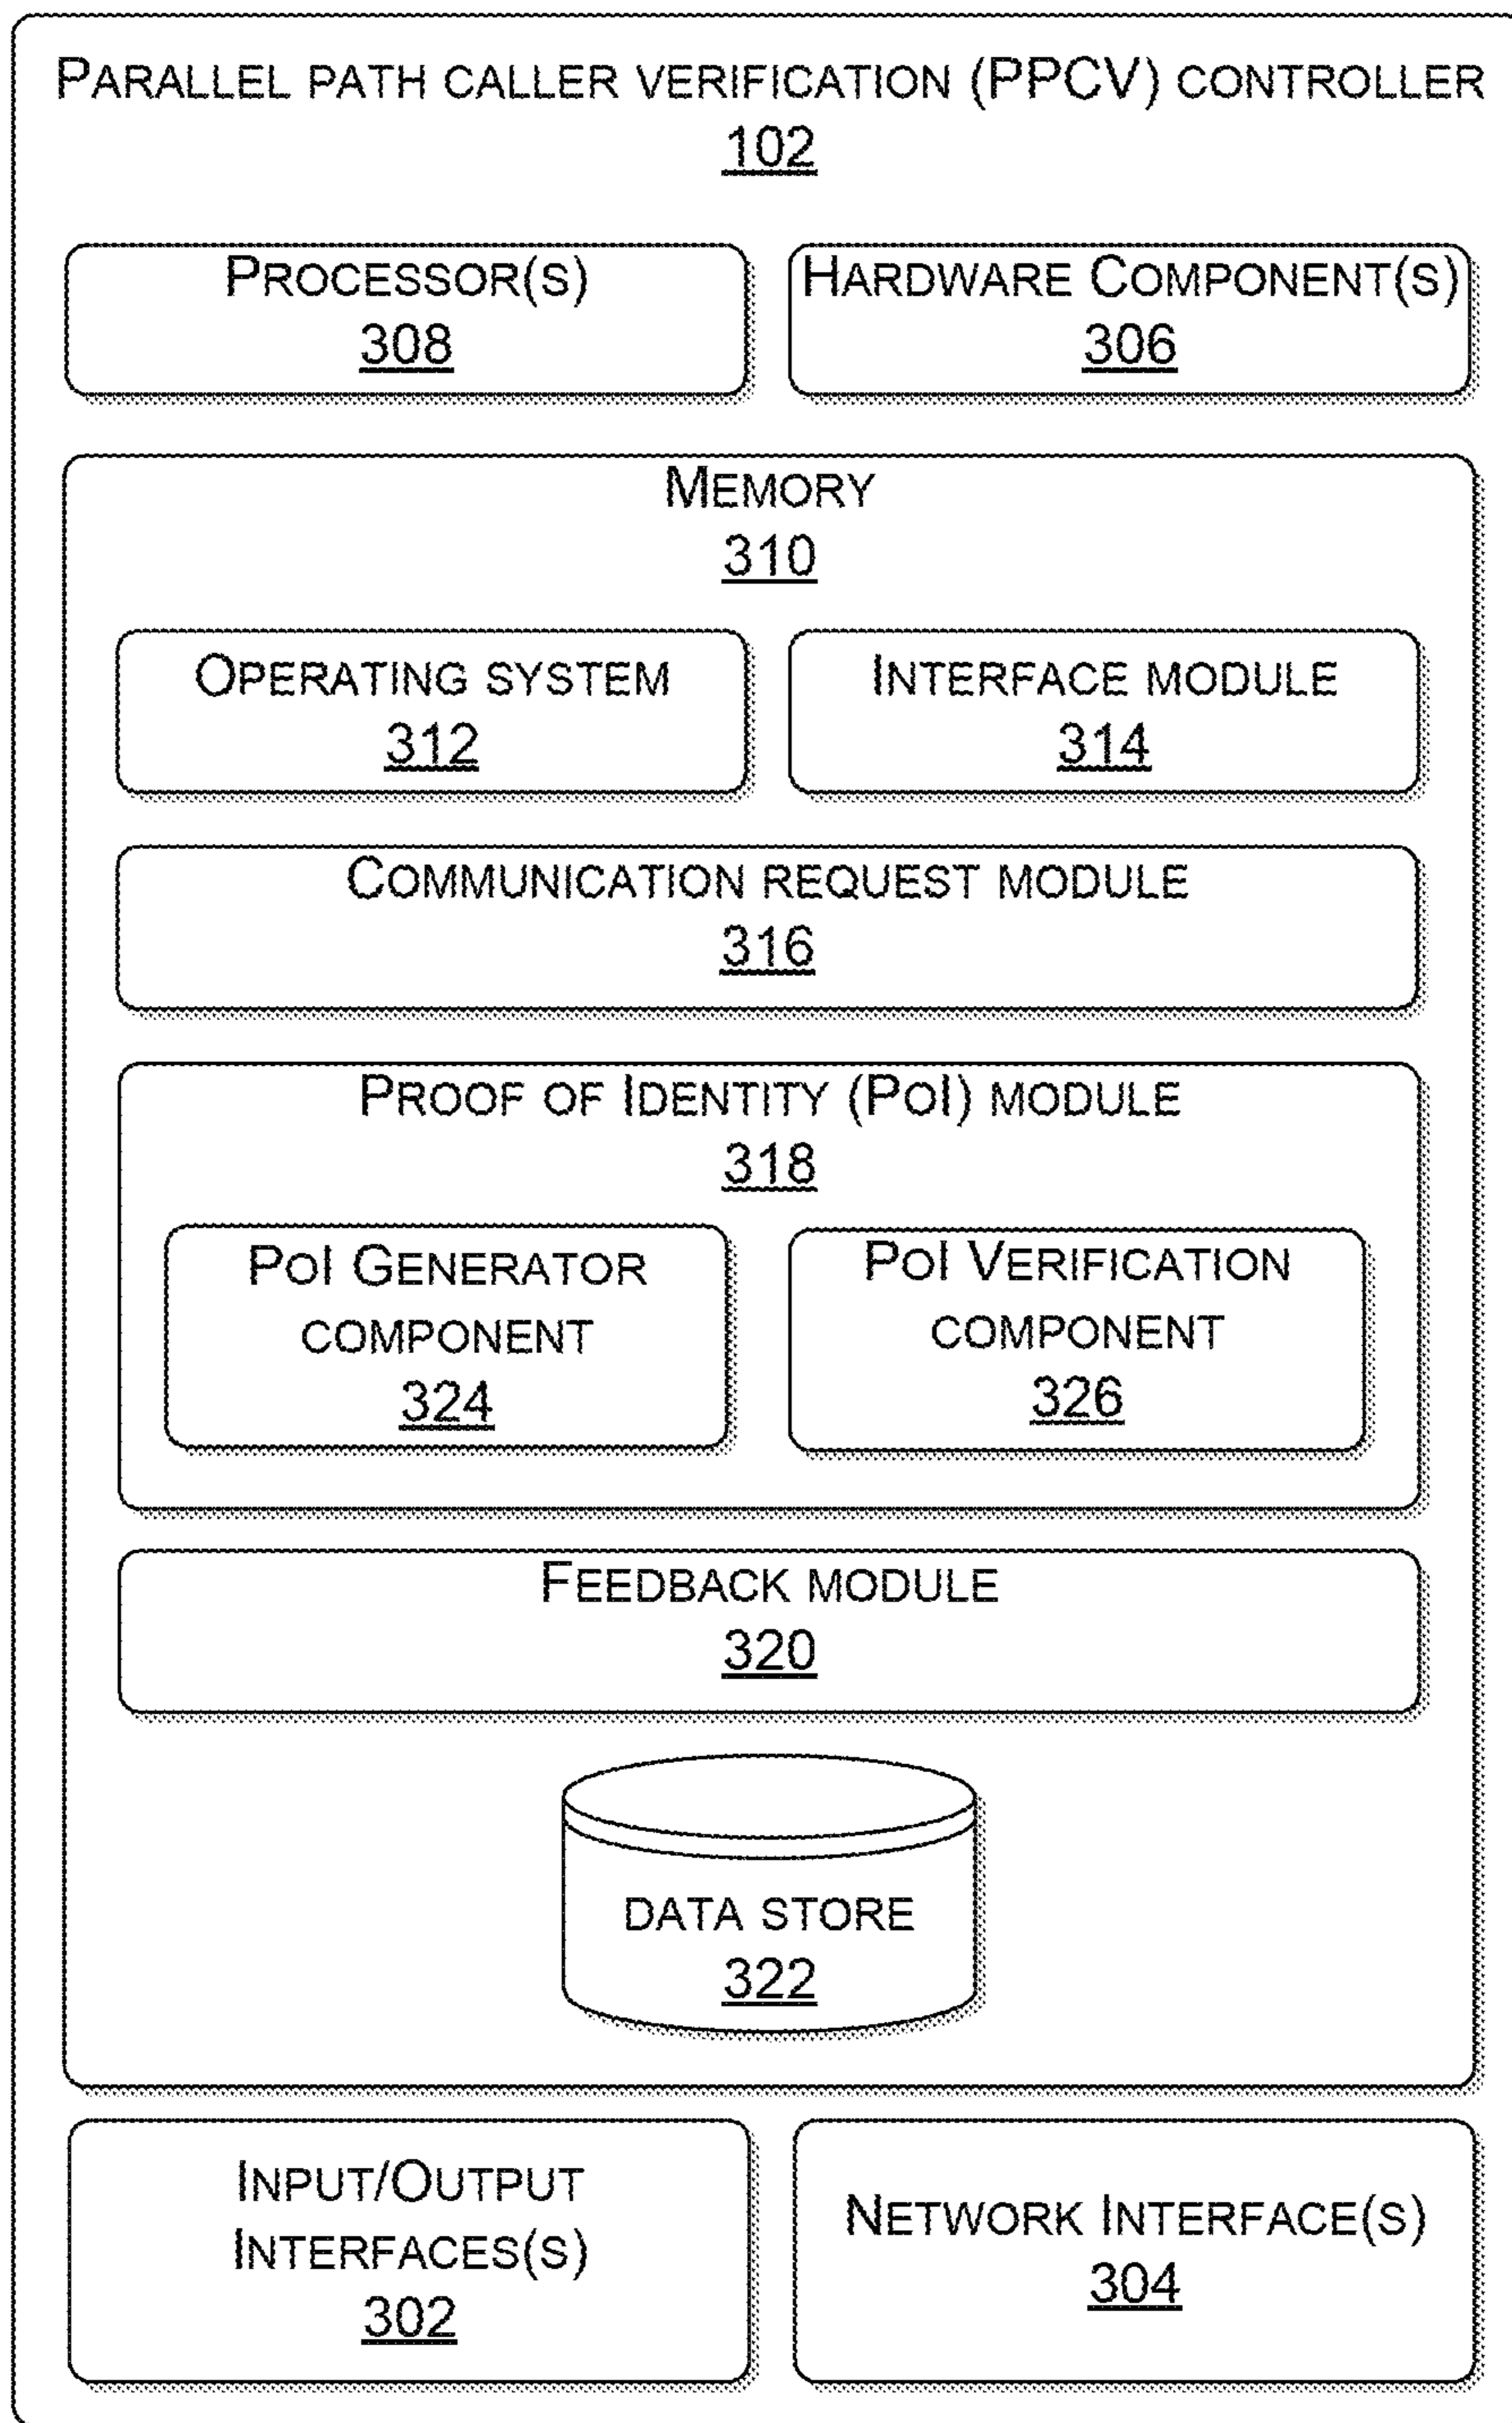 PARALLEL PATH CALLER VERIFICATION (PPCV) CONTROLLER
102
PROCESSOR(S)
308
HARDWARE COMPONENT(S)
306
MEMORY
310
OPERATING SYSTEM
312
INTERFACE MODULE
314
COMMUNICATION REQUEST MODULE
316
PROOF OF IDENTITY (POI) MODULE
318
POI GENERATOR
COMPONENT
324
POI VERIFICATION
COMPONENT
326
FEEDBACK MODULE
320
DATA STORE
322
INPUT/OUTPUT
INTERFACES(S)
302
NETWORK INTERFACE(S)
304